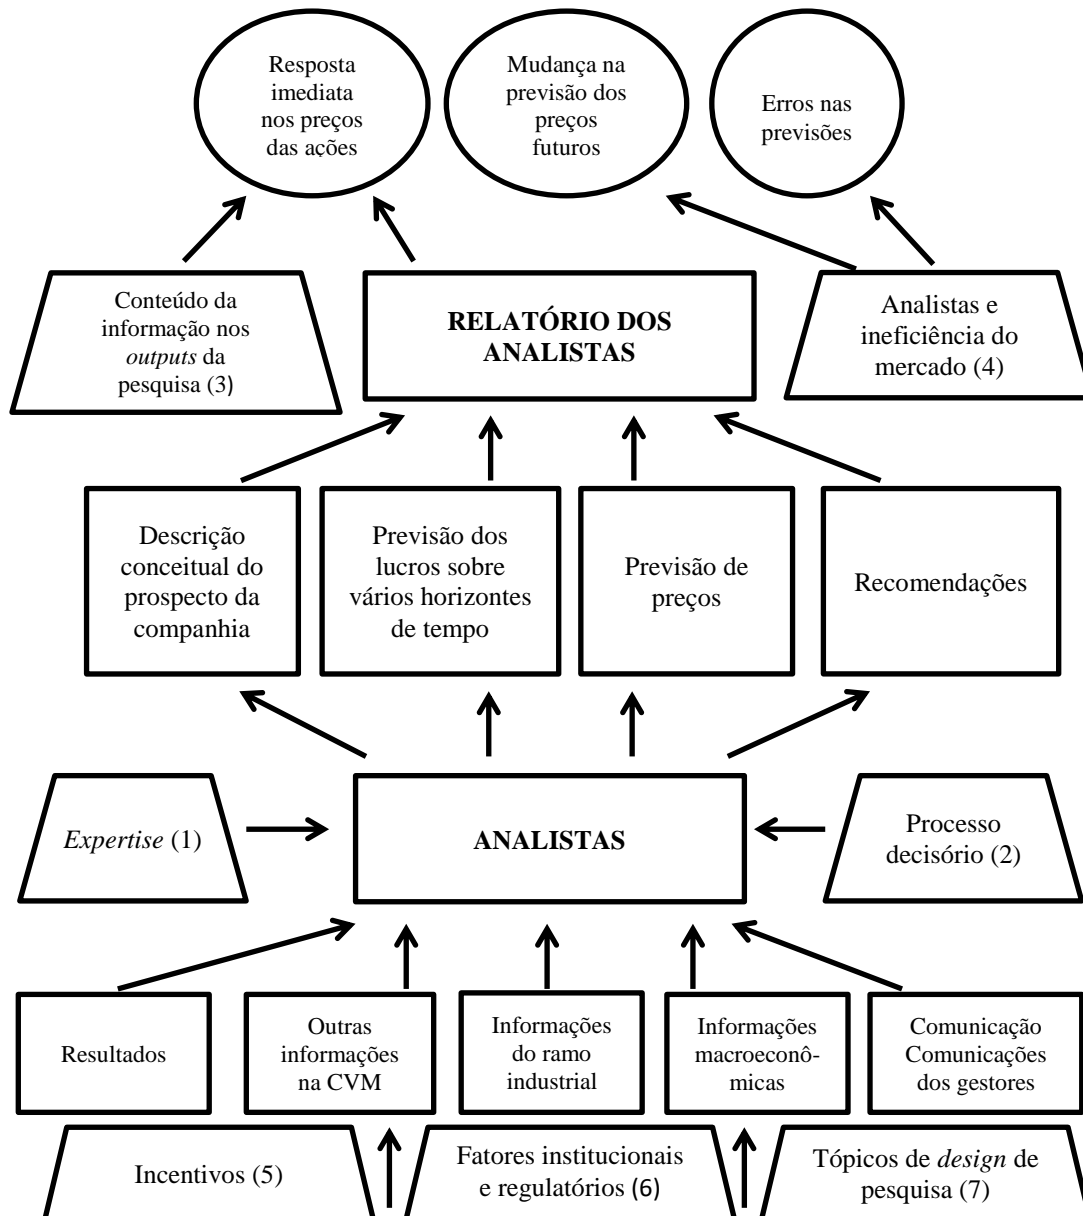 Resposta
imediata
nos preços
das ações
Mudança na
previsão dos
preços
futuros
Erros nas
previsões
Conteúdo da
informação nos
outputs da
pesquisa (3)
RELATÓRIO DOS
ANALISTAS
Analistas e
ineficiência do
mercado (4)
Descrição
conceitual do
prospecto da
companhia
Previsão dos
lucros sobre
vários horizontes
de tempo
Previsão de
preços
Recomendações
Expertise (1)
ANALISTAS
Processo
decisório (2)
Resultados
Outras
informações
na CVM
Informações
do ramo
industrial
Informações
macroeconô-
micas
Comunicação
Comunicações
dos gestores
Incentivos (5)
Fatores institucionais
e regulatórios (6)
Tópicos de design de
pesquisa (7)